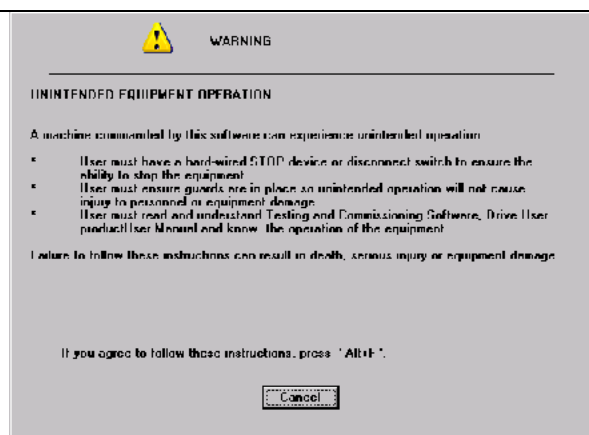 WARNING
UNINTENDED EQUIPMENT OPERATION
A machine commanded by this software can experience unintended operation
* User must have a hard-wired STOP device or disconnect switch to ensure the
ability to stop the equipment
* User must ensure guards are in place so unintended operation will not cause
injury to personnel or equipment damage
* User must read and understand Testing and Commissioning Software, Drive User
productUser Manual and know the operation of the equipment
Failure to follow these instructions can result in death, serious injury or equipment damage
If you agree to follow these instructions, press "Alt+F".
Cancel